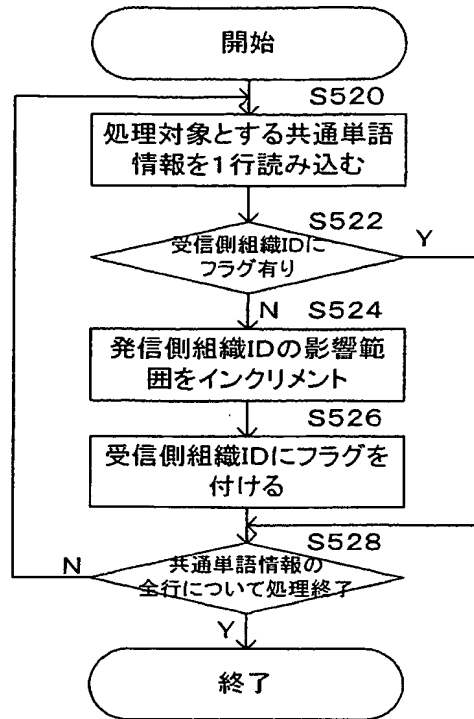 開始
S520
処理対象とする共通単語
情報を1行読み込む
S522
受信側組織IDに
フラグ有り
Y
N
S524
発信側組織IDの影響範
囲をインクリメント
S526
受信側組織IDにフラグを
付ける
S528
共通単語情報の
全行について処理終了
N
Y
終了